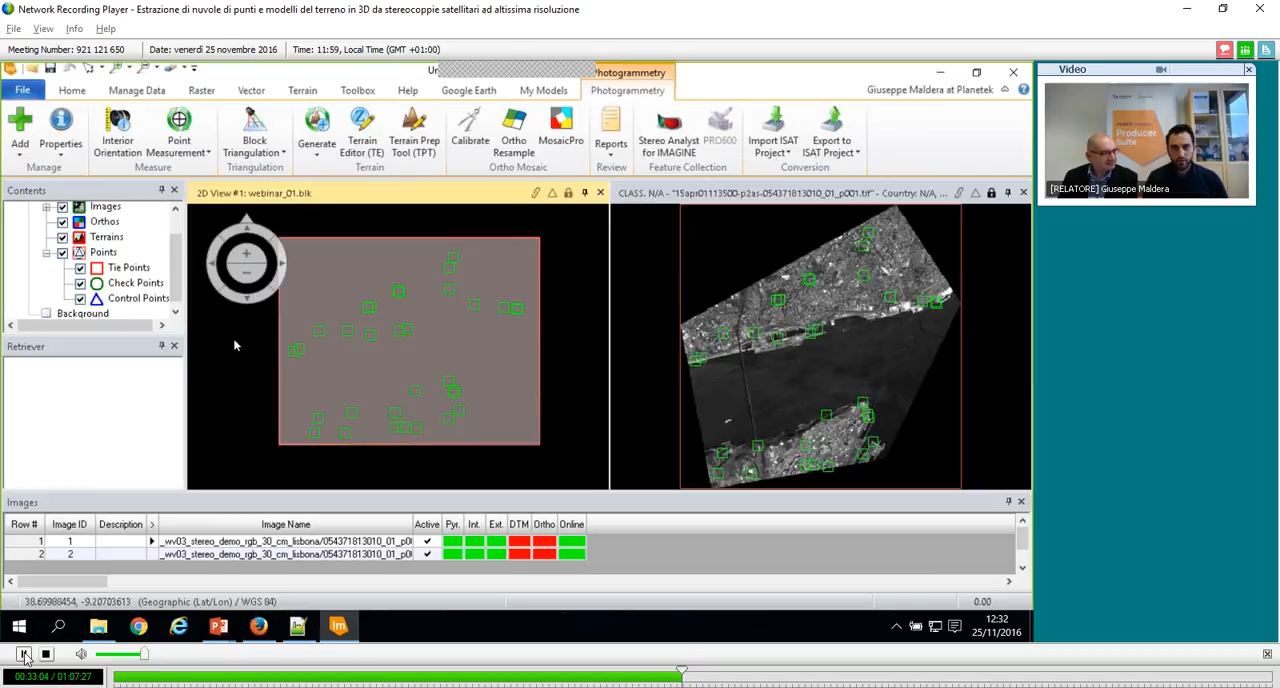 Network Recording Player - Estrazione di nuvole di punti e modelli del terreno in 3D da stereocoppie satellitari ad altissima risoluzione
File View Info Help
Meeting Number: 921 121 650 Date: venerdì 25 novembre 2016 Time: 11:59, Local Time (GMT +01:00)
Ur Photogrammetry
Video
File Home Manage Data Raster Vector Terrain Toolbox Help Google Earth My Models Photogrammetry Giuseppe Maldera at Planetek
Add Properties Interior Orientation Point Measurement Block Triangulation Generate Terrain Editor (TE) Terrain Prep Tool (TPT) Calibrate Ortho Resample MosaicPro Reports Stereo Analyst for IMAGINE PRO600 Import ISAT Project Export to ISAT Project
Manage Measure Triangulation Terrain Ortho Mosaic Review Feature Collection Conversion
Producer Suite
[RELATORE] Giuseppe Maldera
Contents
2D View #1: webinar_01.blk
CLASS. N/A - "15apr01113500-p2as-054371813010_01_p001.tif" - Country: N/A, ...
Images
Orthos
Terrains
Points
Tie Points
Check Points
Control Points
Background
Retriever
Images
Row # Image ID Description > Image Name Active Pyr. Int. Ext. DTM Ortho Online
1 1 _wv03_stereo_demo_rgb_30_cm_lisbona/054371813010_01_p0
2 2 _wv03_stereo_demo_rgb_30_cm_lisbona/054371813010_01_p0
38.69988454, -9.20703613 (Geographic (Lat/Lon) / WGS 84) 0.00
12:32
25/11/2016
00:33:04 / 01:07:27